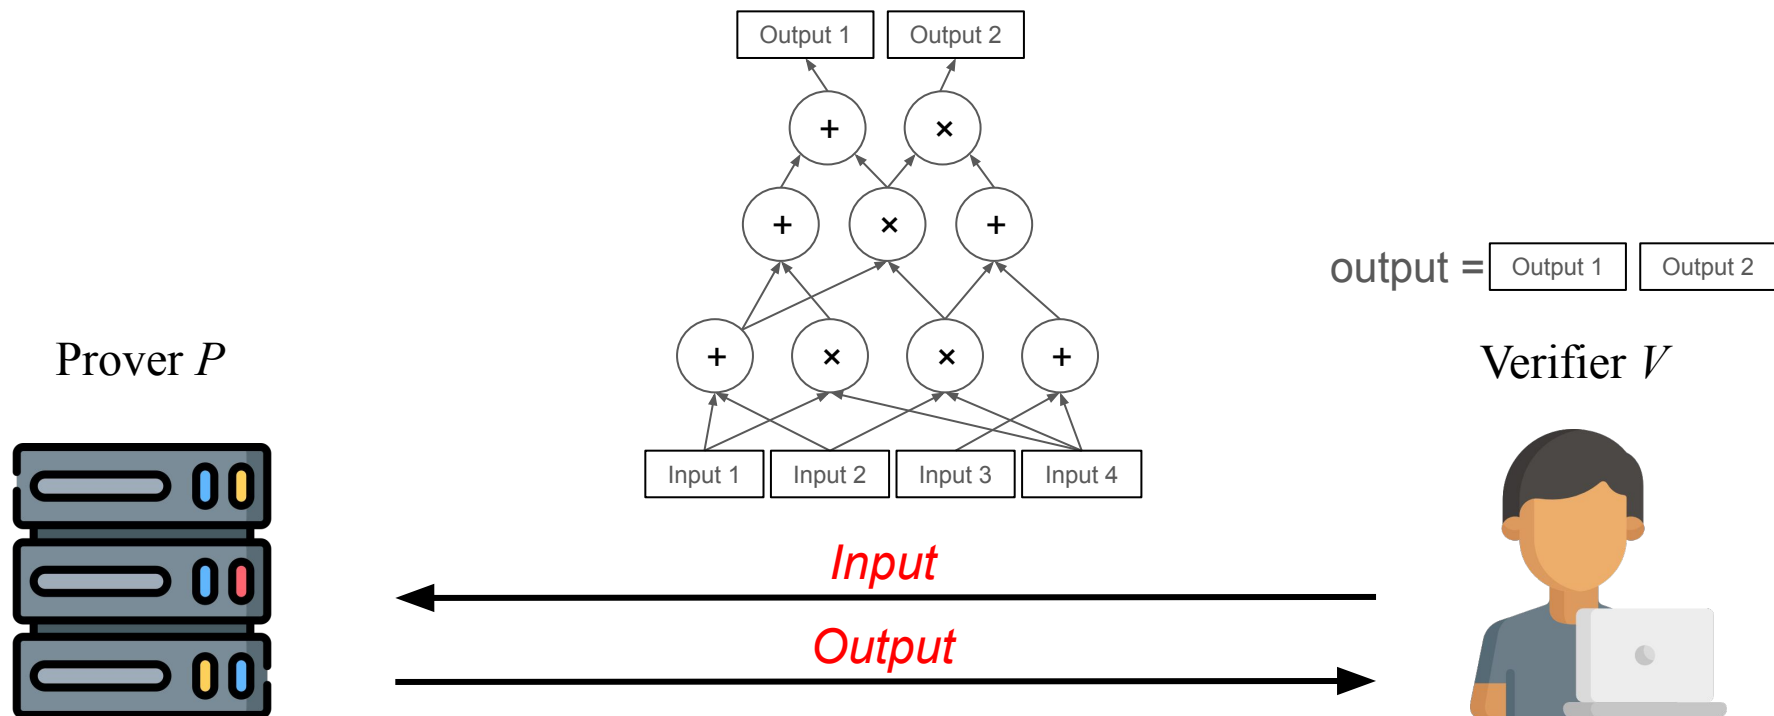 Output 1 Output 2
+ ×
+ × +
output = Output 1 Output 2
Prover P
+ × × +
Verifier V
Input 1 Input 2 Input 3 Input 4
Input
Output